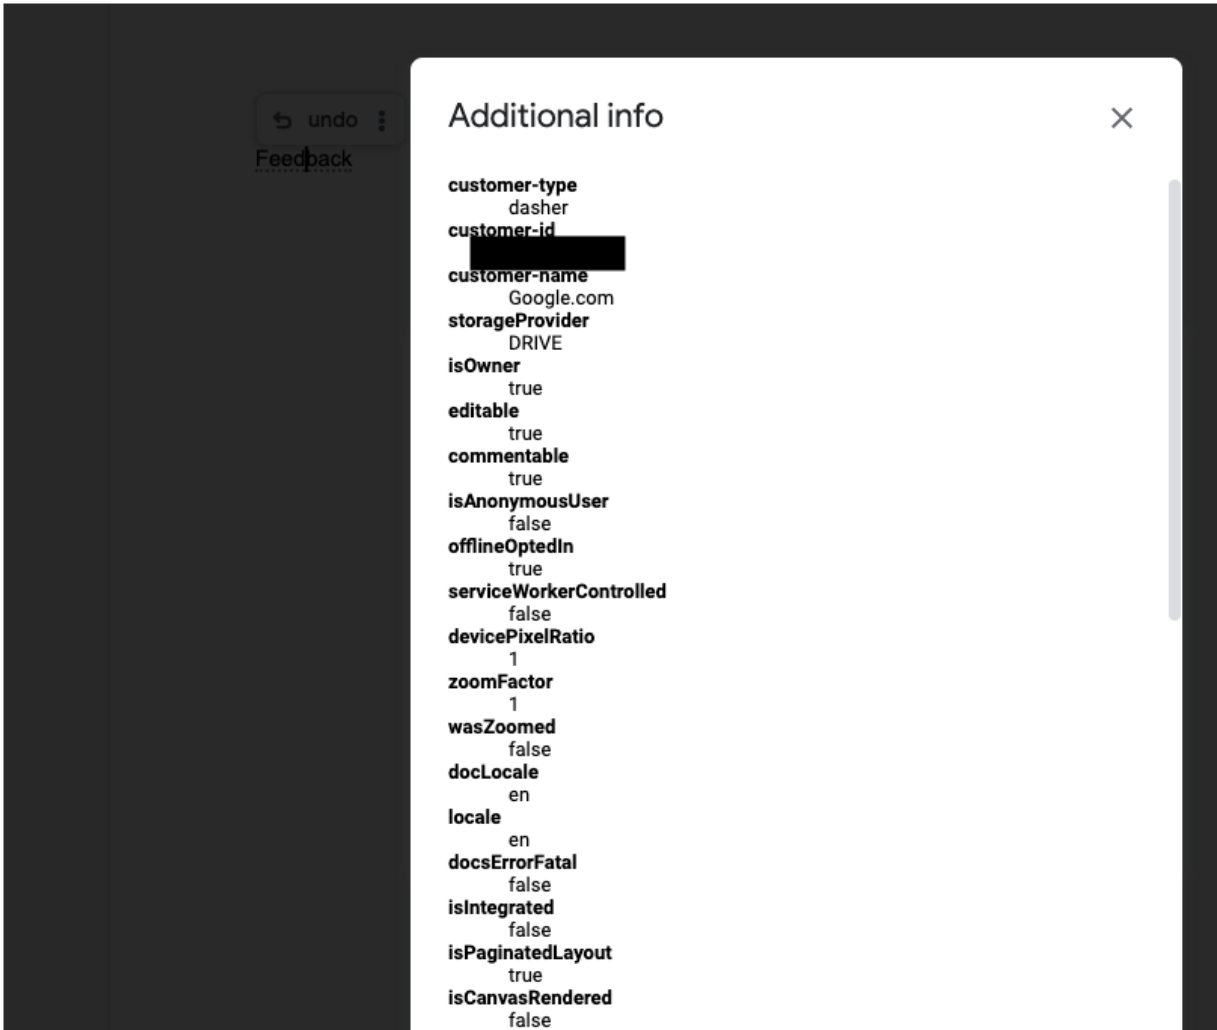 undo
Feedback
Additional info
customer-type
dasher
customer-id
customer-name
Google.com
storageProvider
DRIVE
isOwner
true
editable
true
commentable
true
isAnonymousUser
false
offlineOptedIn
true
serviceWorkerControlled
false
devicePixelRatio
1
zoomFactor
1
wasZoomed
false
docLocale
en
locale
en
docsErrorFatal
false
isIntegrated
false
isPaginatedLayout
true
isCanvasRendered
false